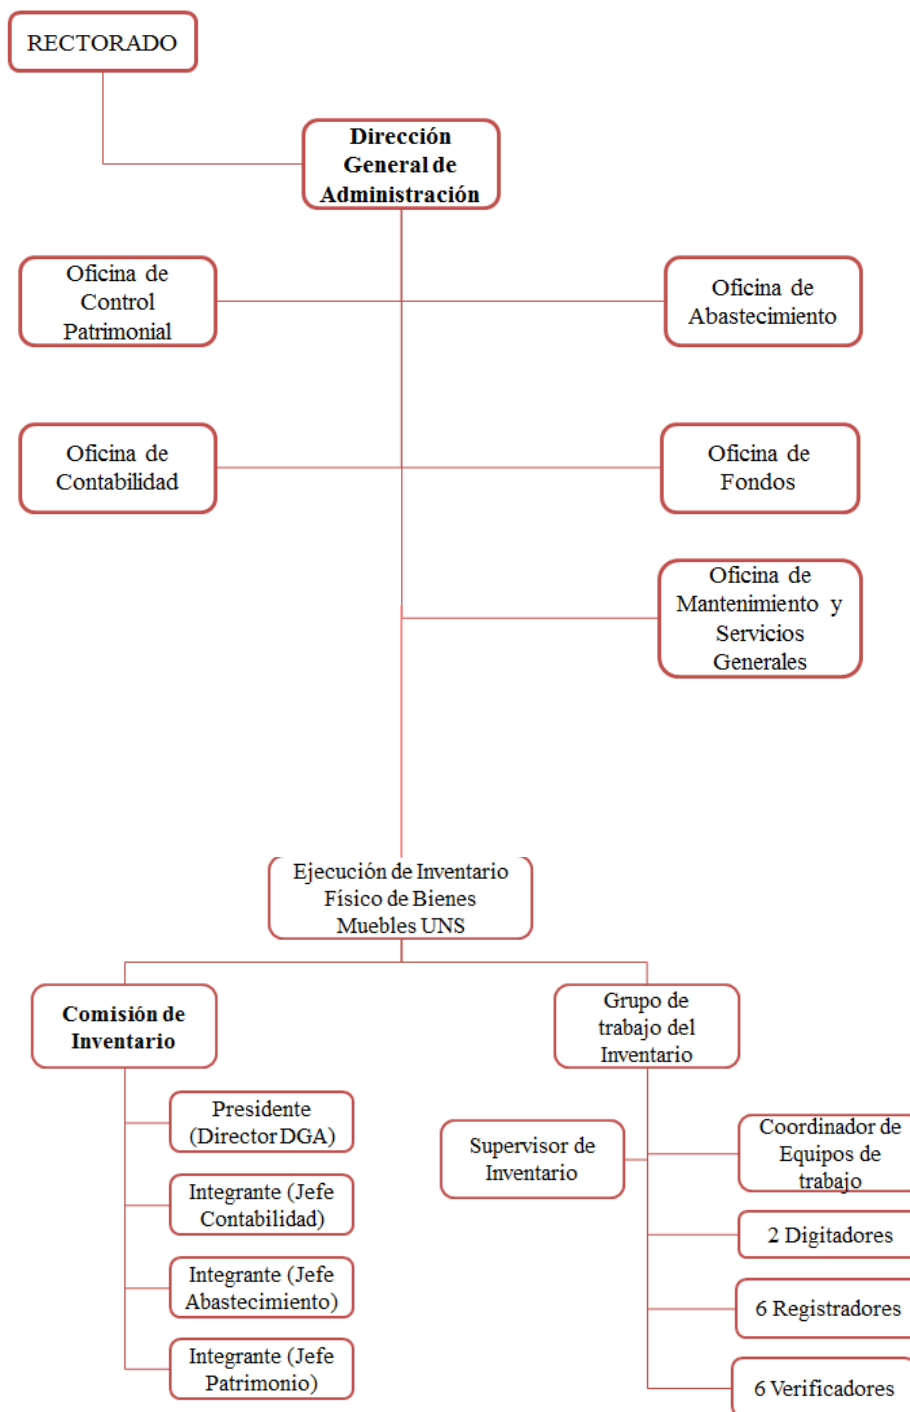 RECTORADO
Dirección
General de
Administración
Oficina de
Control
Patrimonial
Oficina de
Abastecimiento
Oficina de
Contabilidad
Oficina de
Fondos
Oficina de
Mantenimiento y
Servicios
Generales
Ejecución de Inventario
Físico de Bienes
Muebles UNS
Comisión de
Inventario
Presidente
(Director DGA)
Integrante (Jefe
Contabilidad)
Integrante (Jefe
Abastecimiento)
Integrante (Jefe
Patrimonio)
Grupo de
trabajo del
Inventario
Supervisor de
Inventario
Coordinador de
Equipos de
trabajo
2 Digitadores
6 Registradores
6 Verificadores